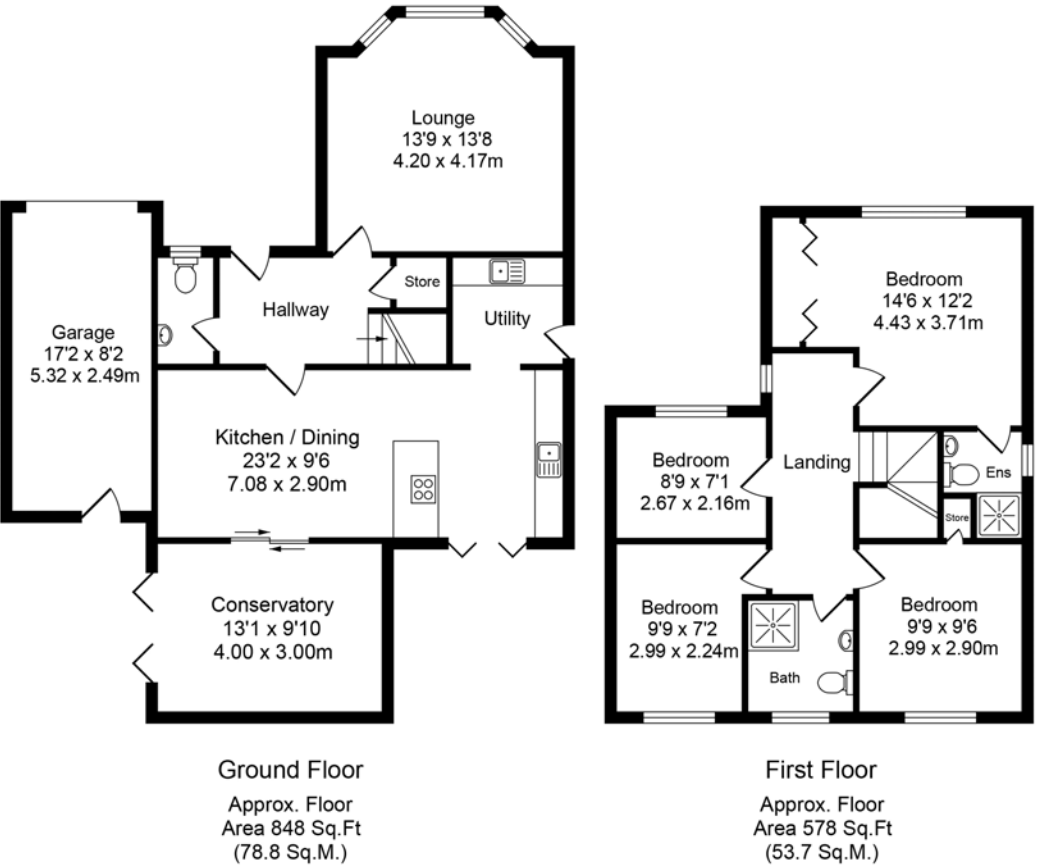 Lounge
13'9 x 13'8
4.20 x 4.17m
Store
Hallway
Utility
Garage
17'2 x 8'2
5.32 x 2.49m
Kitchen / Dining
23'2 x 9'6
7.08 x 2.90m
Conservatory
13'1 x 9'10
4.00 x 3.00m
Ground Floor
Approx. Floor
Area 848 Sq.Ft
(78.8 Sq.M.)
Bedroom
14'6 x 12'2
4.43 x 3.71m
Bedroom
8'9 x 7'1
2.67 x 2.16m
Landing
Ens
Store
Bedroom
9'9 x 7'2
2.99 x 2.24m
Bath
Bedroom
9'9 x 9'6
2.99 x 2.90m
First Floor
Approx. Floor
Area 578 Sq.Ft
(53.7 Sq.M.)